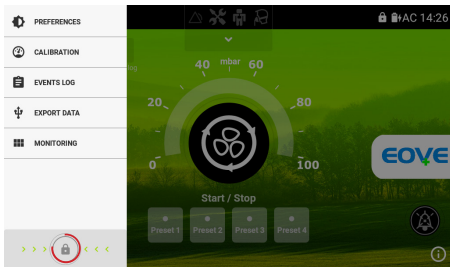 PREFERENCES
CALIBRATION
EVENTS LOG
EXPORT DATA
MONITORING
AC 14:26
mbar
0
20
40
60
80
100
Start / Stop
Preset 1
Preset 2
Preset 3
Preset 4
EOVE